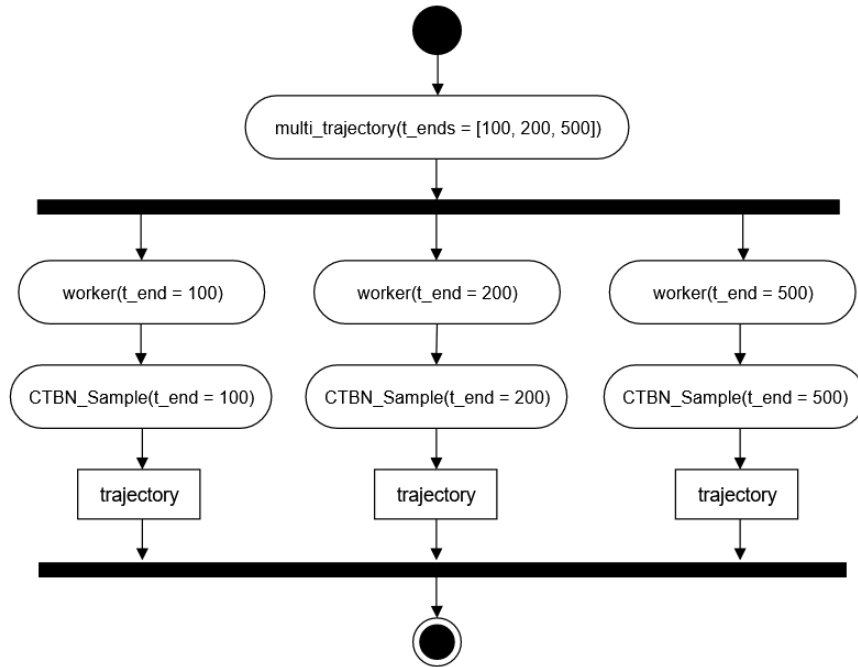 multi_trajectory(t_ends = [100, 200, 500])
worker(t_end = 100)
worker(t_end = 200)
worker(t_end = 500)
CTBN_Sample(t_end = 100)
CTBN_Sample(t_end = 200)
CTBN_Sample(t_end = 500)
trajectory
trajectory
trajectory